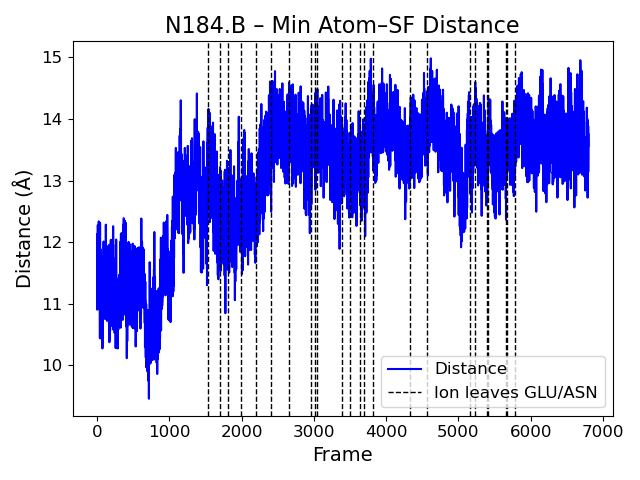 N184.B – Min Atom–SF Distance
15
14
13
12
11
10
Distance (Å)
Distance
Ion leaves GLU/ASN
0 1000 2000 3000 4000 5000 6000 7000
Frame